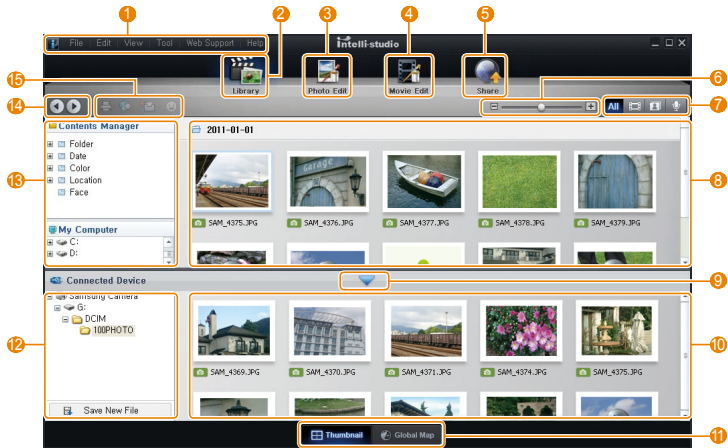 1 2 3 4 5
File Edit View Tool Web Support Help
intelli-studio
Library Photo Edit Movie Edit Share
15 6
14 All 7
Contents Manager
2011-01-01
Folder
Date
Color
Location
Face
13 8
Garage
SAM_4375.JPG SAM_4376.JPG SAM_4377.JPG SAM_4378.JPG SAM_4379.JPG
My Computer
C:
D:
Connected Device 9
Samsung Camera
G:
DCIM
100PHOTO
12 10
SAM_4369.JPG SAM_4370.JPG SAM_4371.JPG SAM_4374.JPG SAM_4375.JPG
Save New File
Thumbnail Global Map 11